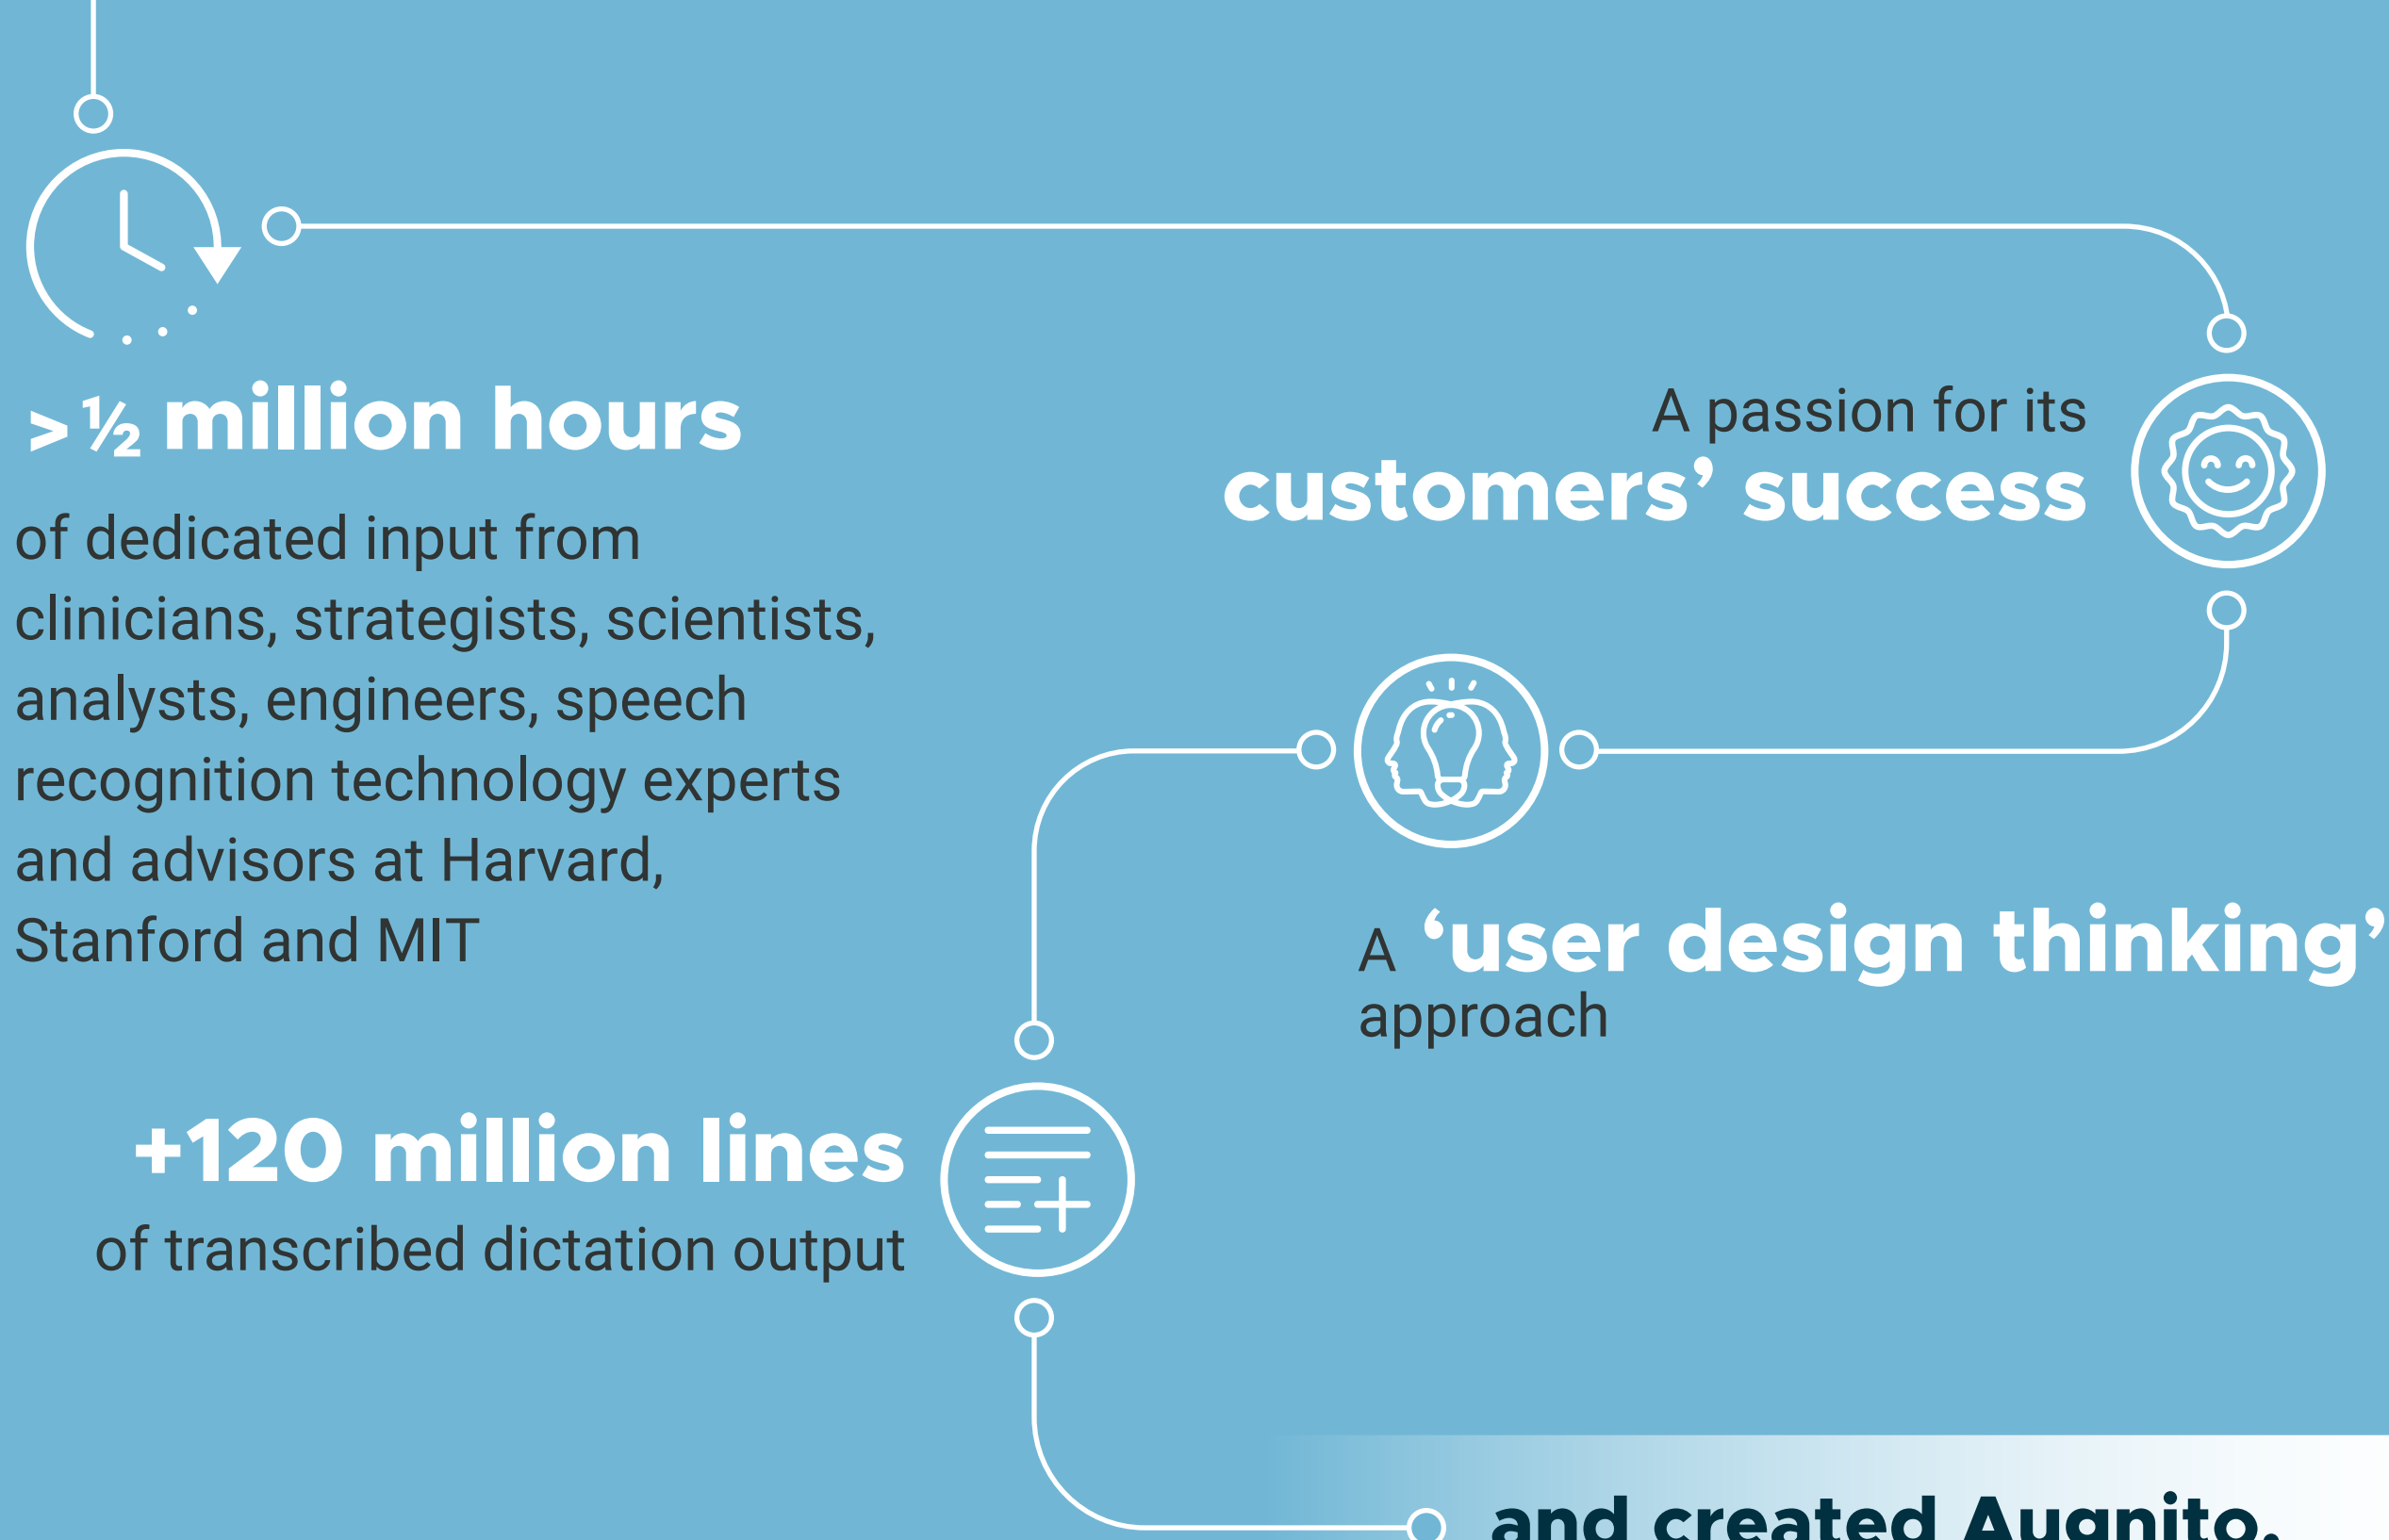 > ½ million hours
of dedicated input from
clinicians, strategists, scientists,
analysts, engineers, speech
recognition technology experts
and advisors at Harvard,
Stanford and MIT
A passion for its
customers’ success
A ‘user design thinking’
approach
+120 million lines
of transcribed dictation output
and created Augnito.